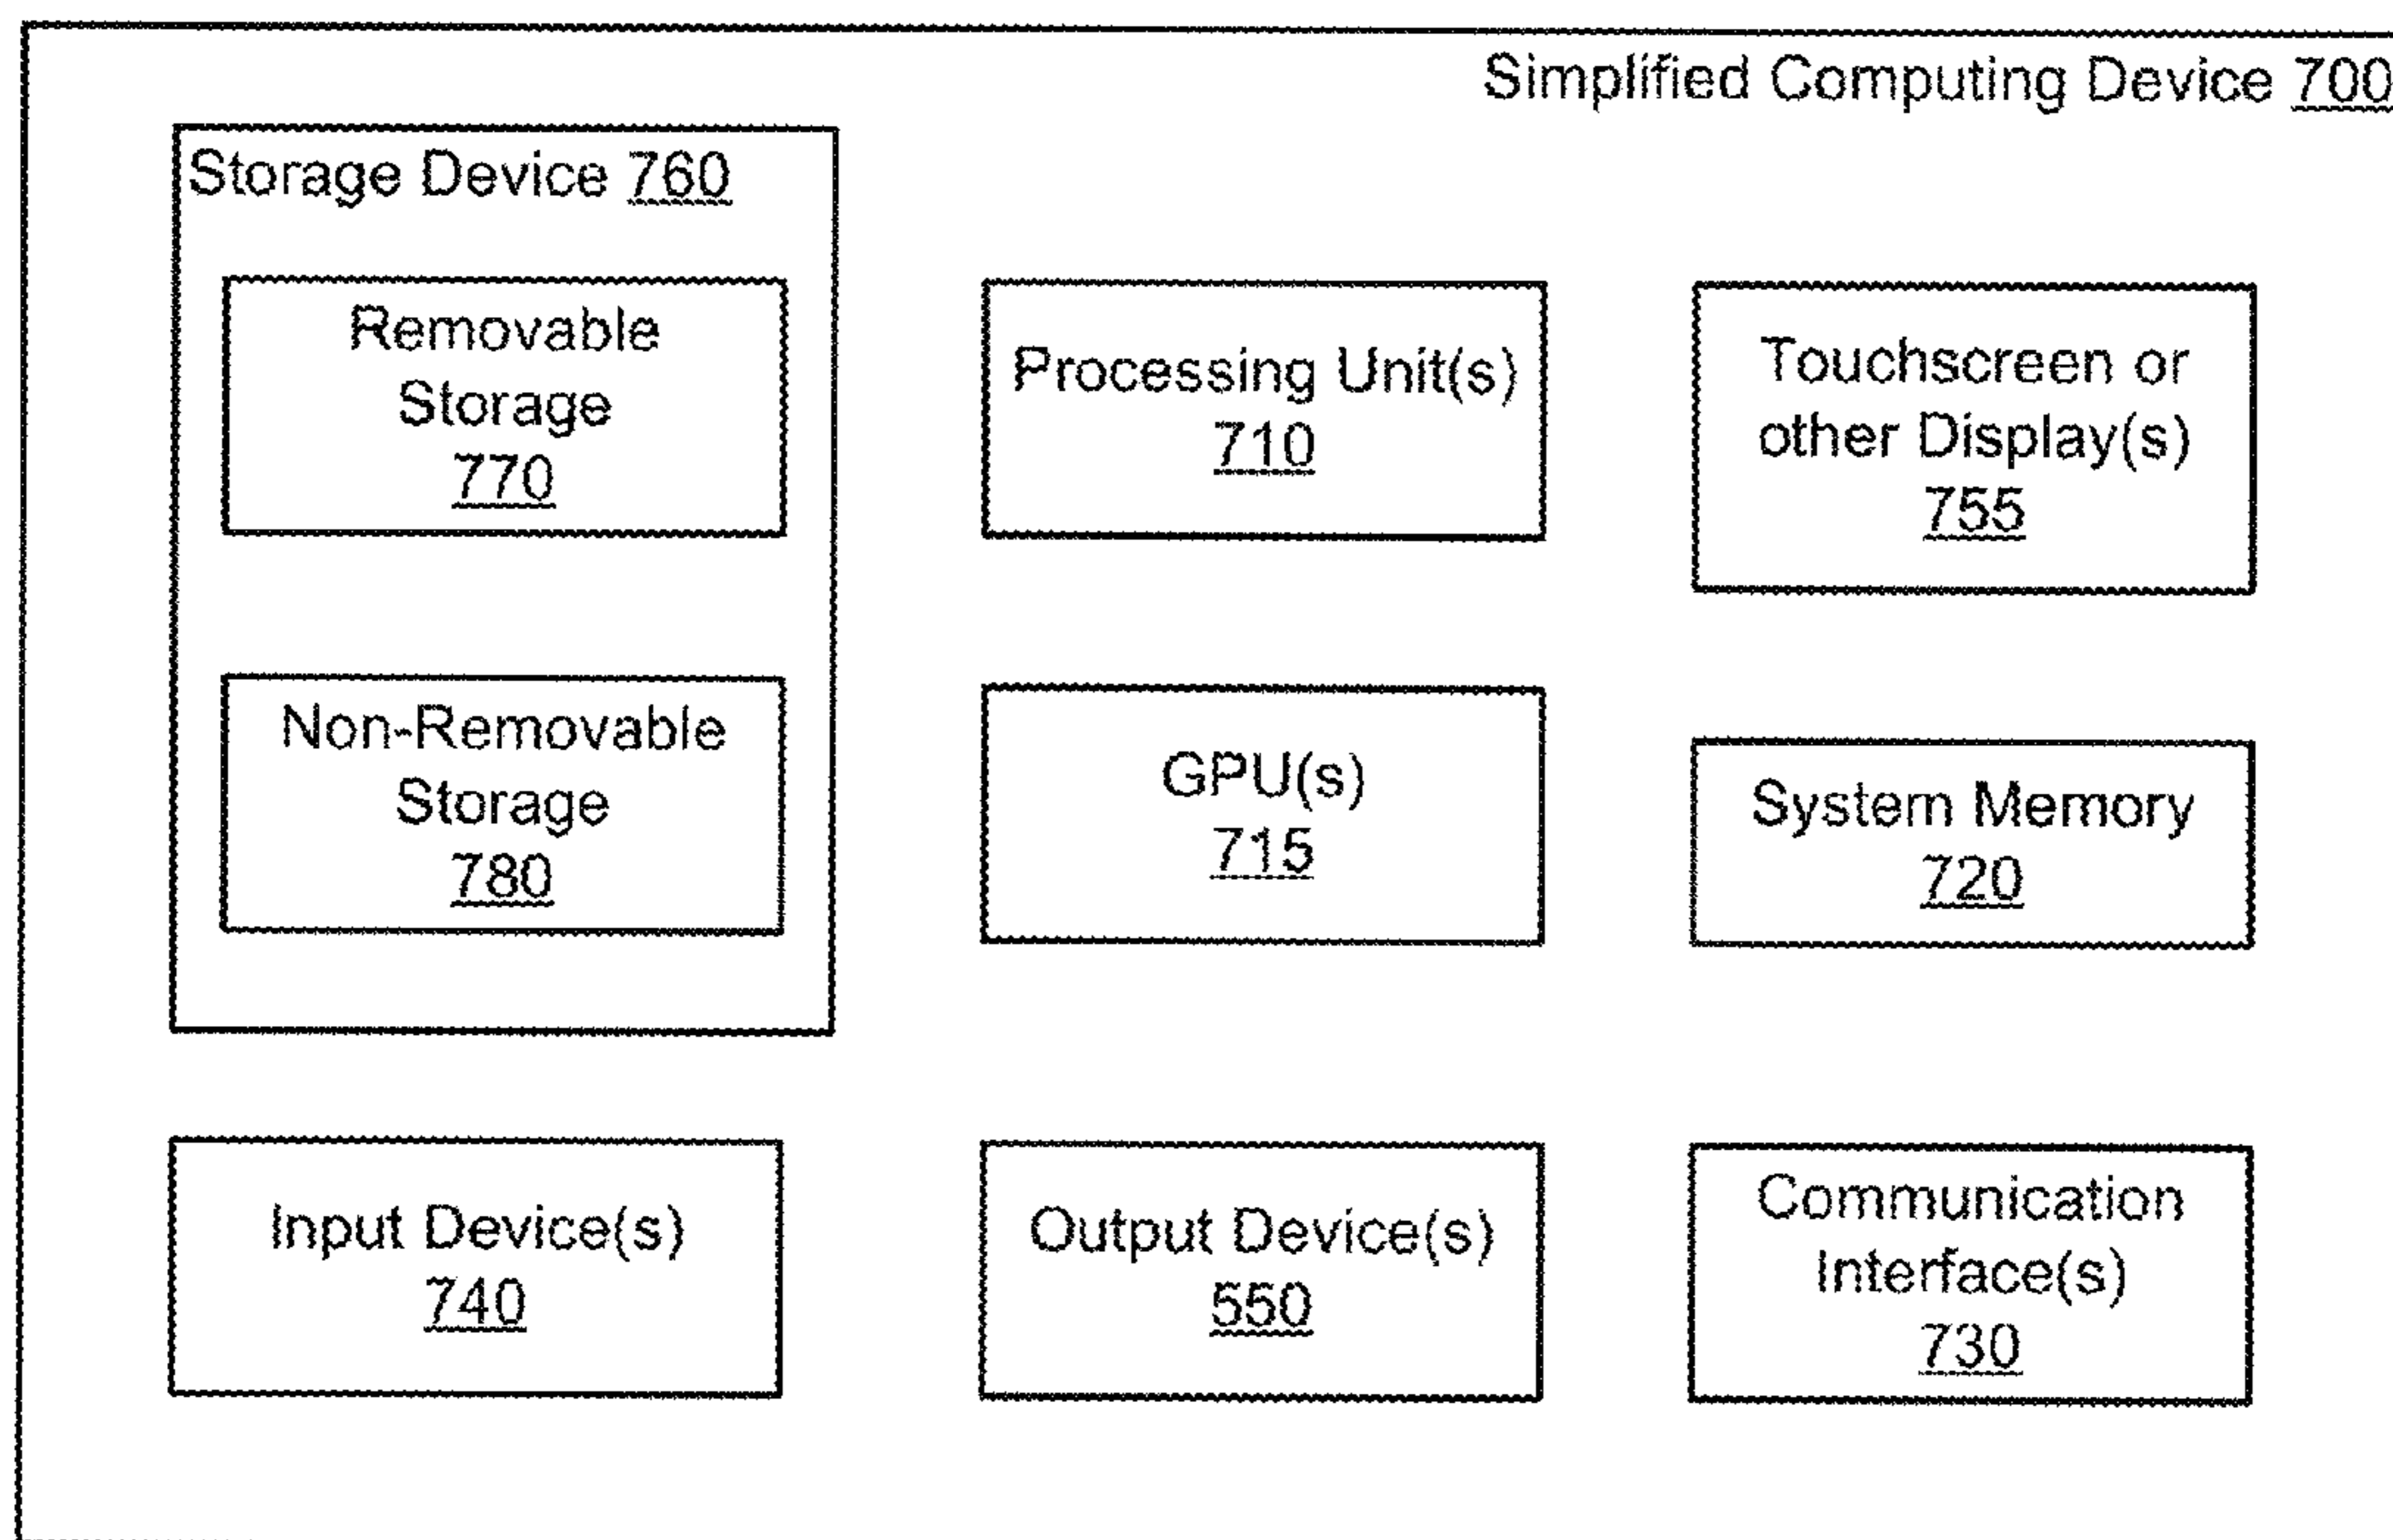 Simplified Computing Device 700
Storage Device 760
Removable
Storage
770
Processing Unit(s)
710
Touchscreen or
other Display(s)
755
Non-Removable
Storage
780
GPU(s)
715
System Memory
720
Input Device(s)
740
Output Device(s)
550
Communication
Interface(s)
730